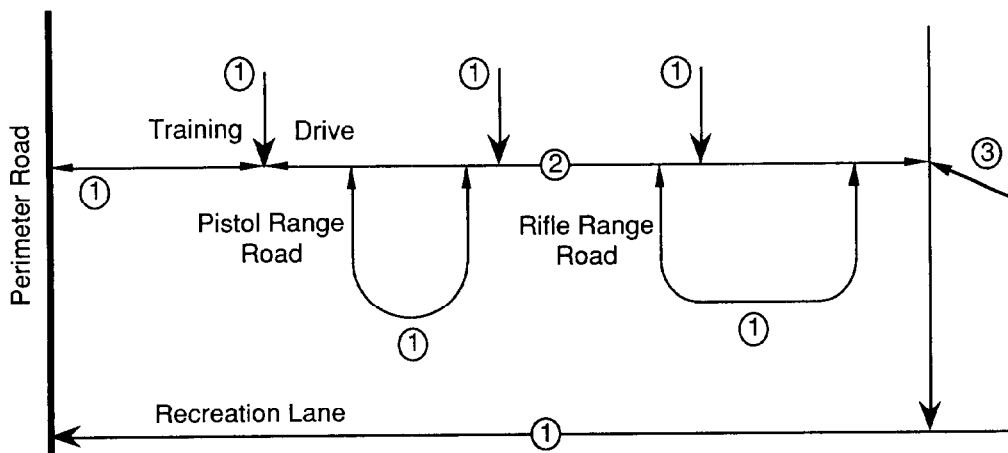 ① ① ①
Training Drive ② ③
①
Pistol Range
Road
Rifle Range
Road
Perimeter Road
① ①
Recreation Lane
①